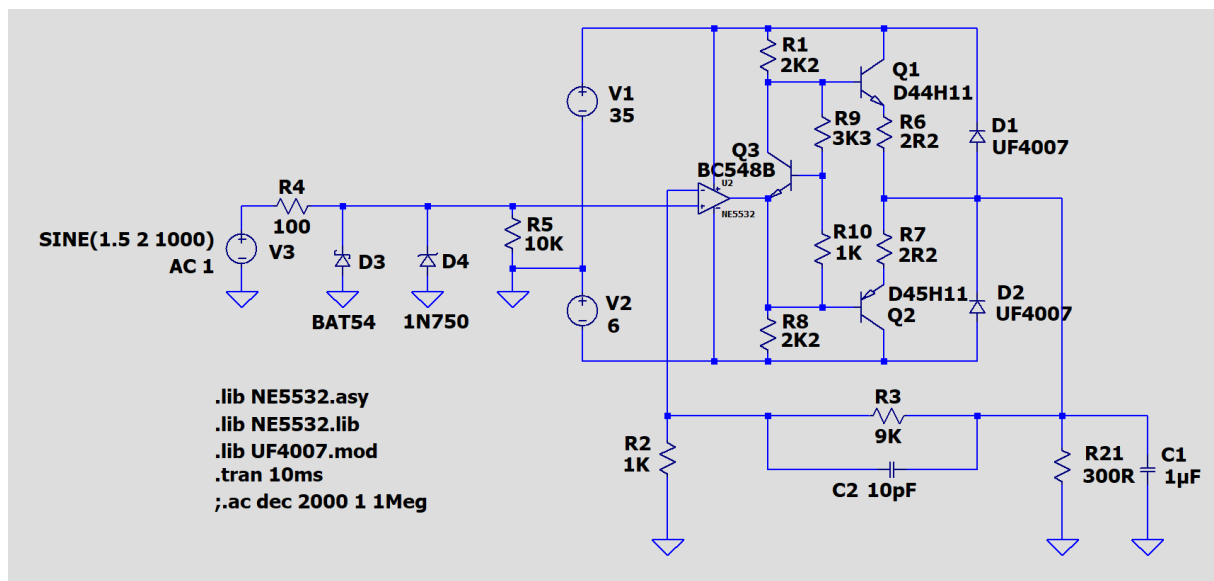 R1
2K2
Q1
D44H11
V1
35
R9
3K3
R6
2R2
D1
UF4007
Q3
BC548B
U2
NE5532
R4
100
SINE(1.5 2 1000)
AC 1
V3
D3
BAT54
D4
1N750
R5
10K
R10
1K
R7
2R2
V2
6
D45H11
Q2
D2
UF4007
R8
2K2
.lib NE5532.asy
.lib NE5532.lib
.lib UF4007.mod
.tran 10ms
;.ac dec 2000 1 1Meg
R3
9K
R2
1K
C2 10pF
R21
300R
C1
1µF